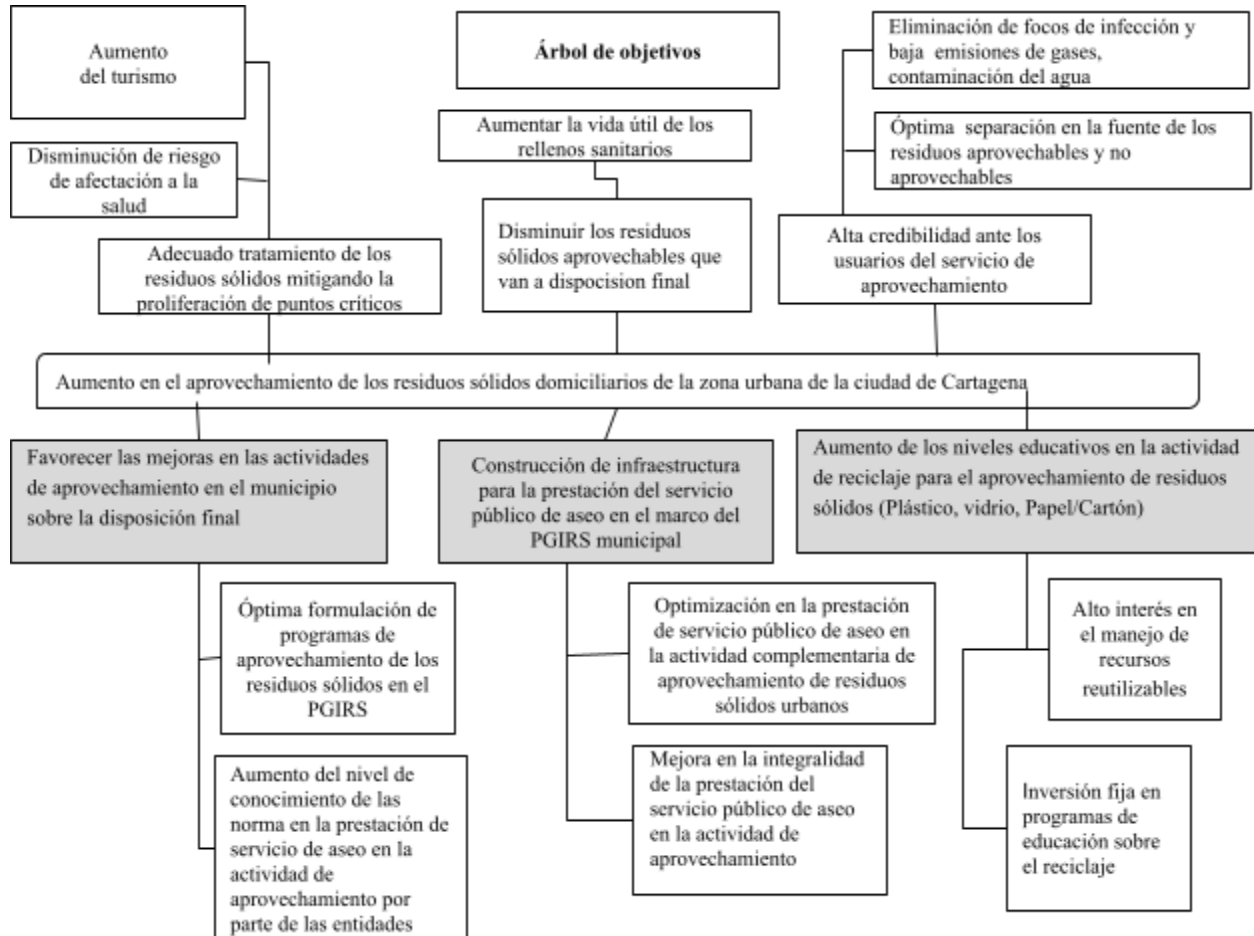 Aumento
del turismo
Árbol de objetivos
Eliminación de focos de infección y
baja emisiones de gases,
contaminación del agua
Aumentar la vida útil de los
rellenos sanitarios
Óptima separación en la fuente de los
residuos aprovechables y no
aprovechables
Disminución de riesgo
de afectación a la
salud
Disminuir los residuos
sólidos aprovechables que
van a disposcision final
Alta credibilidad ante los
usuarios del servicio de
aprovechamiento
Adecuado tratamiento de los
residuos sólidos mitigando la
proliferación de puntos críticos
Aumento en el aprovechamiento de los residuos sólidos domiciliarios de la zona urbana de la ciudad de Cartagena
Favorecer las mejoras en las actividades
de aprovechamiento en el municipio
sobre la disposición final
Construcción de infraestructura
para la prestación del servicio
público de aseo en el marco del
PGIRS municipal
Aumento de los niveles educativos en la actividad
de reciclaje para el aprovechamiento de residuos
sólidos (Plástico, vidrio, Papel/Cartón)
Óptima formulación de
programas de
aprovechamiento de los
residuos sólidos en el
PGIRS
Optimización en la prestación
de servicio público de aseo en
la actividad complementaria de
aprovechamiento de residuos
sólidos urbanos
Alto interés en
el manejo de
recursos
reutilizables
Aumento del nivel de
conocimiento de las
norma en la prestación de
servicio de aseo en la
actividad de
aprovechamiento por
parte de las entidades
Mejora en la integralidad
de la prestación del
servicio público de aseo
en la actividad de
aprovechamiento
Inversión fija en
programas de
educación sobre
el reciclaje